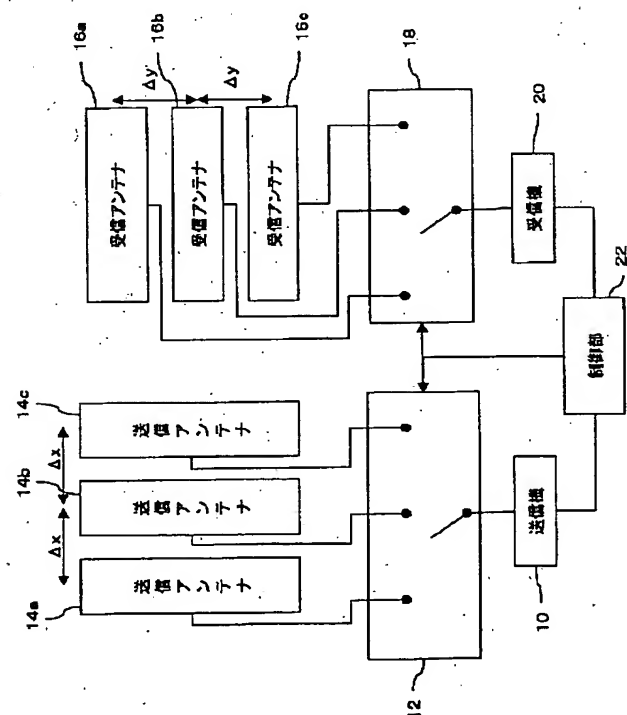 16a
16b
16c
Δy
Δy
受信アンテナ
受信アンテナ
受信アンテナ
18
20
受信機
22
制御部
14a
14b
14c
Δx
Δx
送信アンテナ
送信アンテナ
送信アンテナ
12
送信機
10